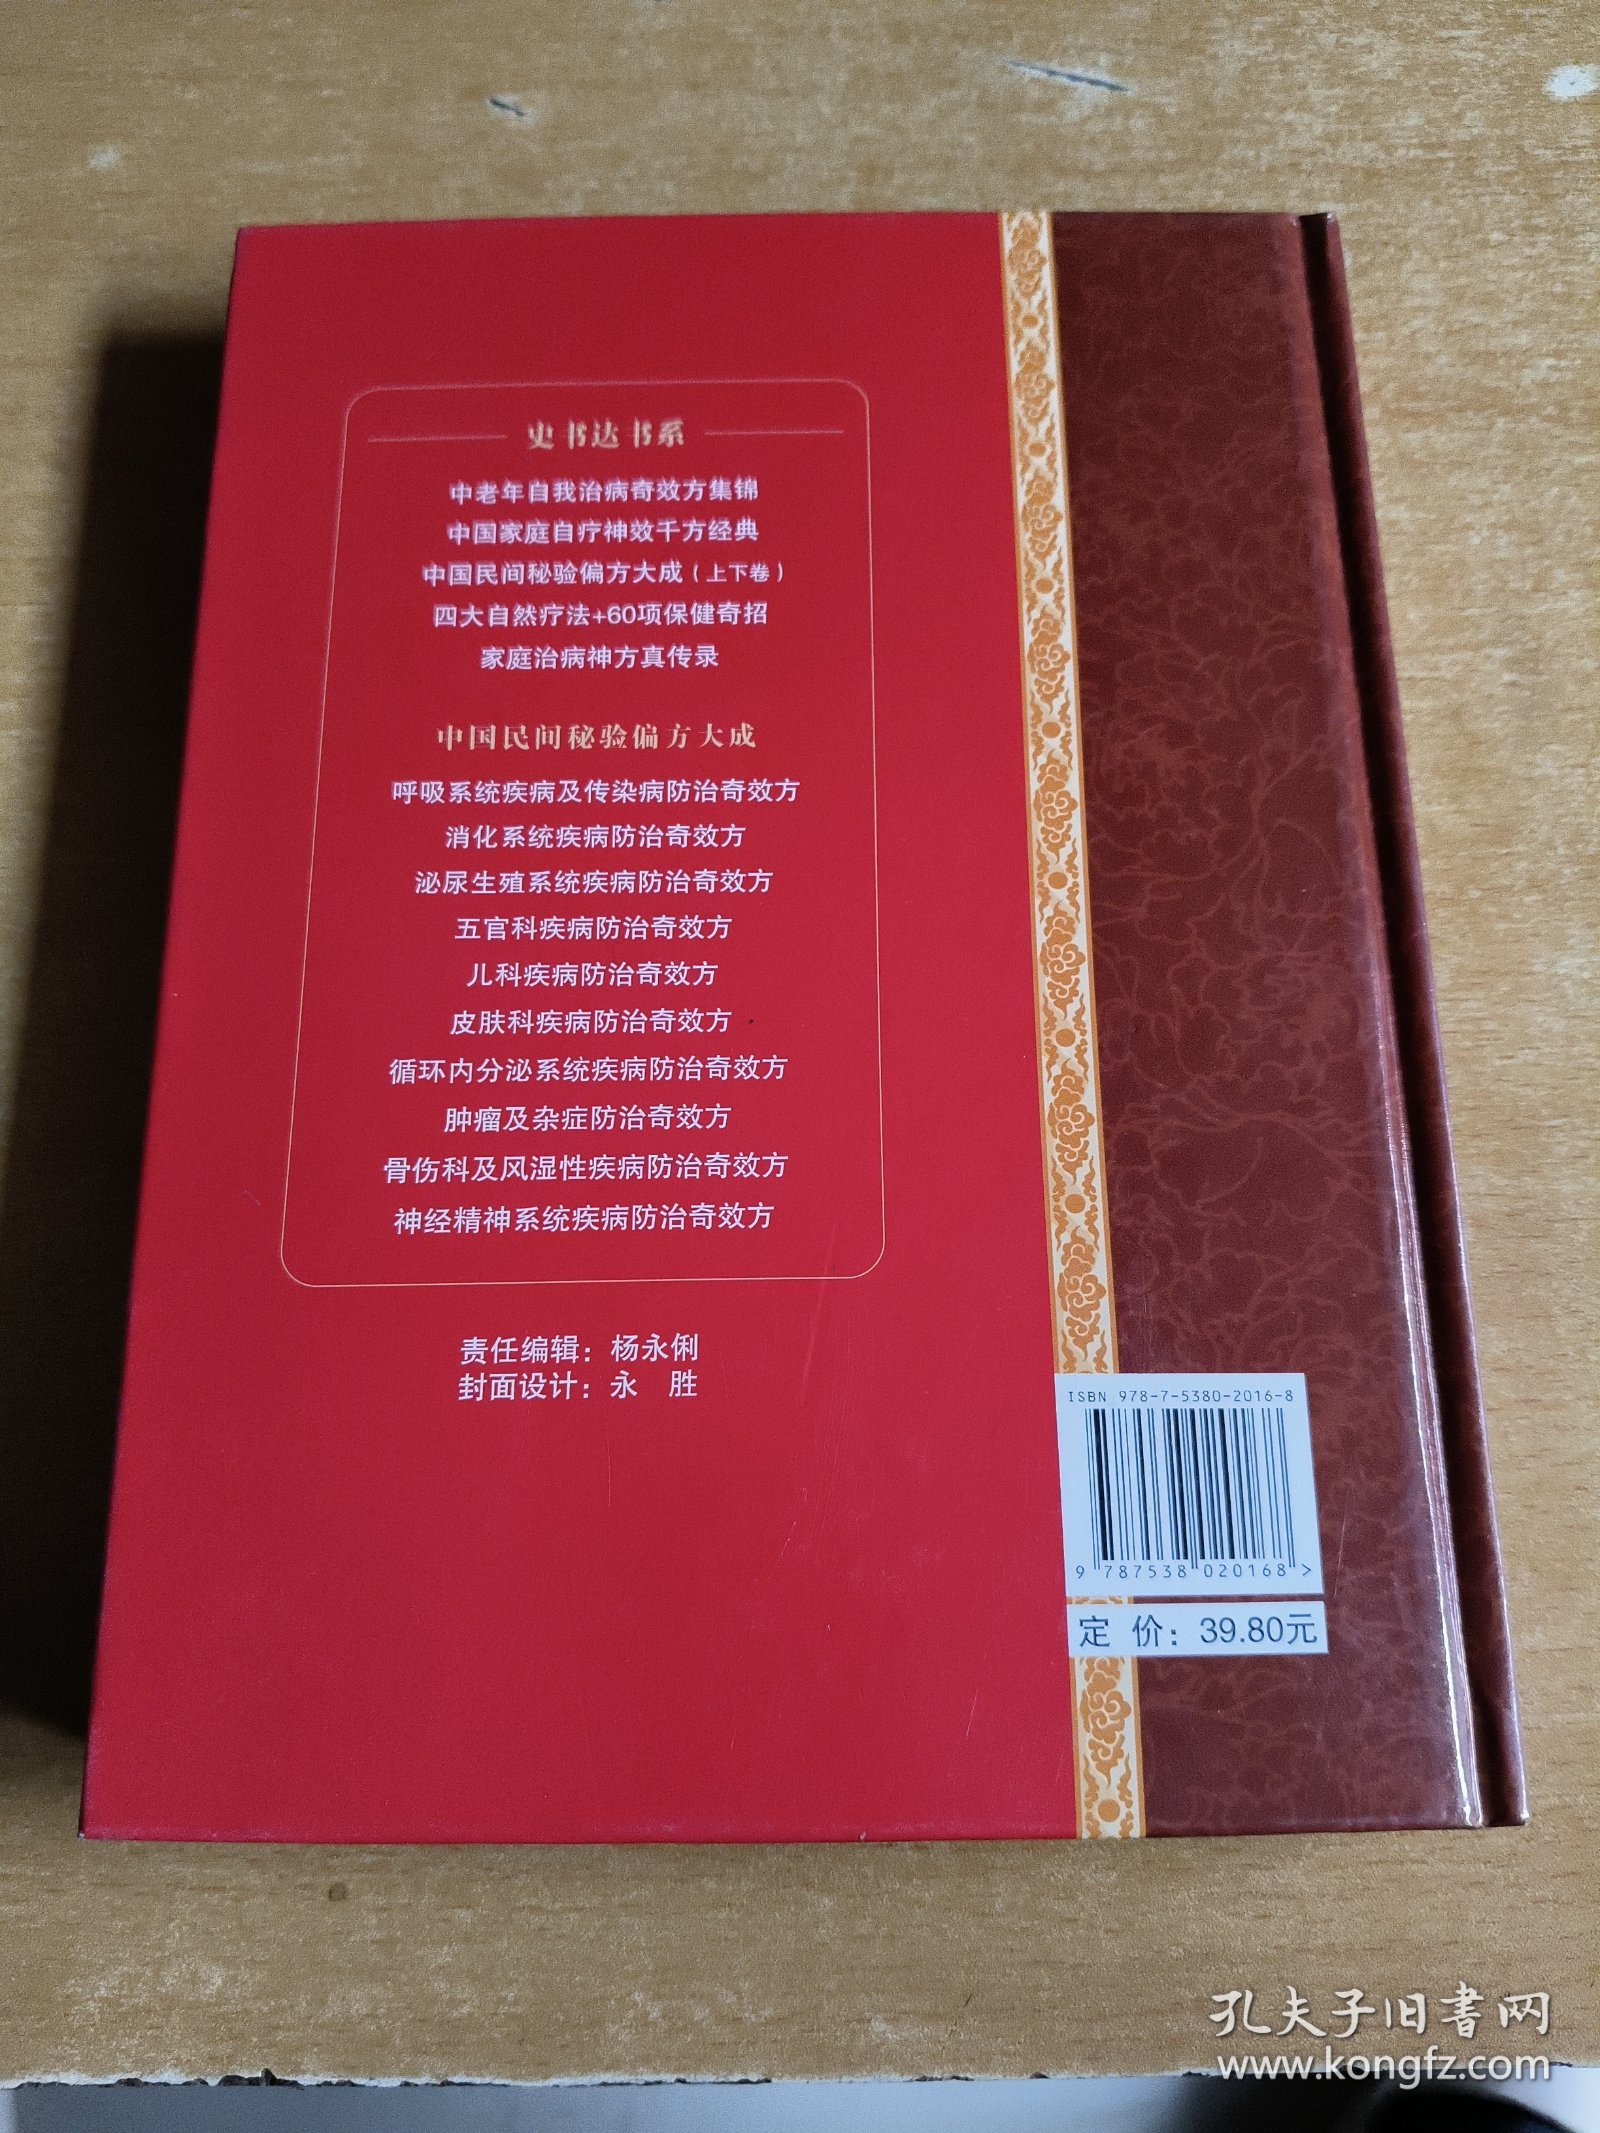 史书达书系
中老年自我治病奇效方集锦
中国家庭自疗神效千方经典
中国民间秘验偏方大成（上下卷）
四大自然疗法+60项保健奇招
家庭治病神方真传录
中国民间秘验偏方大成
呼吸系统疾病及传染病防治奇效方
消化系统疾病防治奇效方
泌尿生殖系统疾病防治奇效方
五官科疾病防治奇效方
儿科疾病防治奇效方
皮肤科疾病防治奇效方
循环内分泌系统疾病防治奇效方
肿瘤及杂症防治奇效方
骨伤科及风湿性疾病防治奇效方
神经精神系统疾病防治奇效方
责任编辑：杨永俐
封面设计：永　胜
ISBN 978-7-5380-2016-8
9 787538 020168 >
定 价：39.80元
孔夫子旧書网
www.kongfz.com